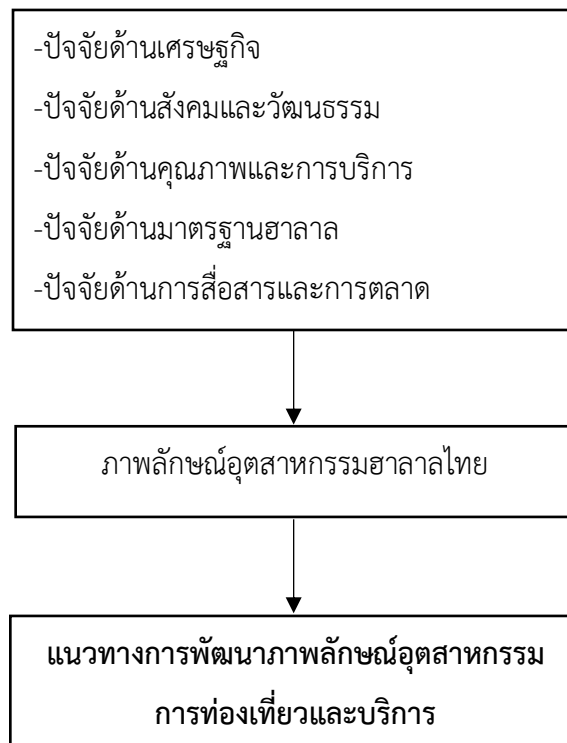 -ปัจจัยด้านเศรษฐกิจ
-ปัจจัยด้านสังคมและวัฒนธรรม
-ปัจจัยด้านคุณภาพและการบริการ
-ปัจจัยด้านมาตรฐานฮาลาล
-ปัจจัยด้านการสื่อสารและการตลาด
ภาพลักษณ์อุตสาหกรรมฮาลาลไทย
แนวทางการพัฒนาภาพลักษณ์อุตสาหกรรม
การท่องเที่ยวและบริการ